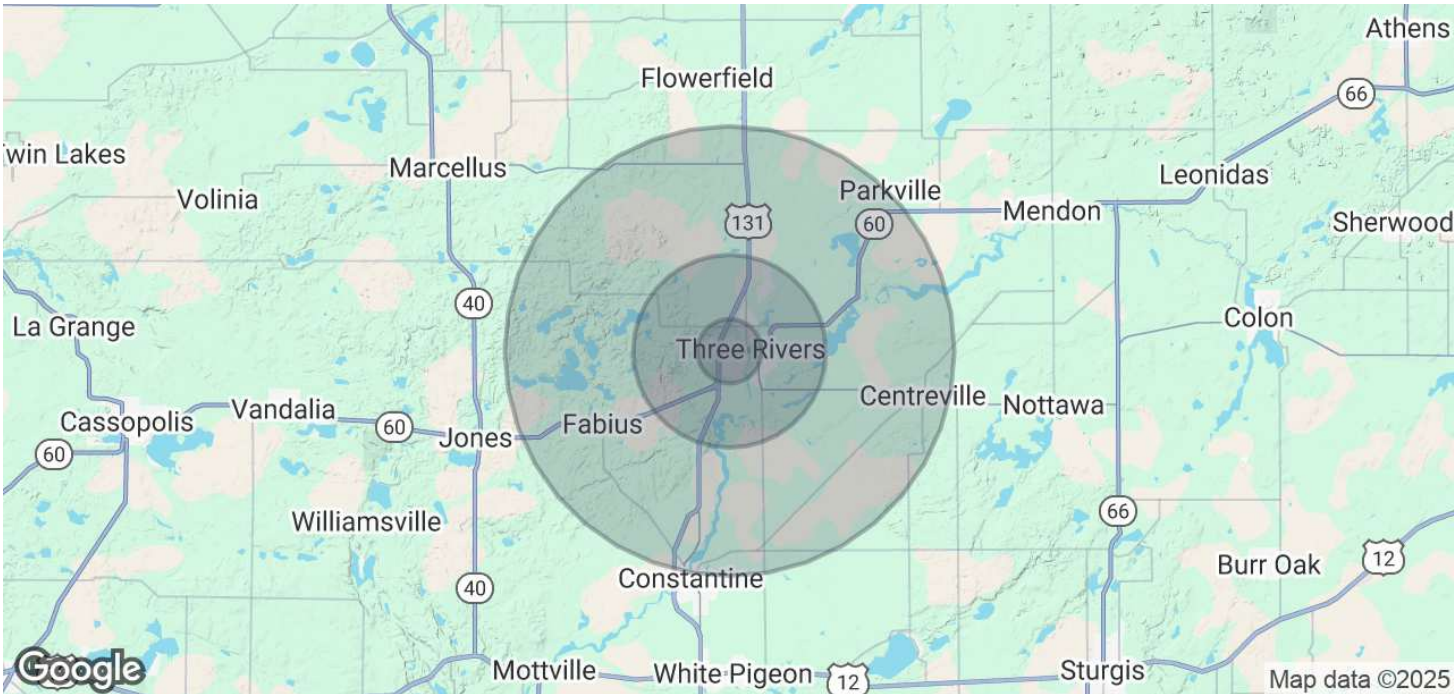 Athens
Flowerfield
66
Twin Lakes
Marcellus
Leonidas
Volinia
Parkville
131
60
Mendon
Sherwood
40
La Grange
Colon
Three Rivers
Centreville
Nottawa
Vandalia
Cassopolis
Fabius
60
Jones
60
66
Williamsville
12
Burr Oak
Constantine
40
Google
Mottville
White Pigeon
12
Sturgis
Map data ©2025